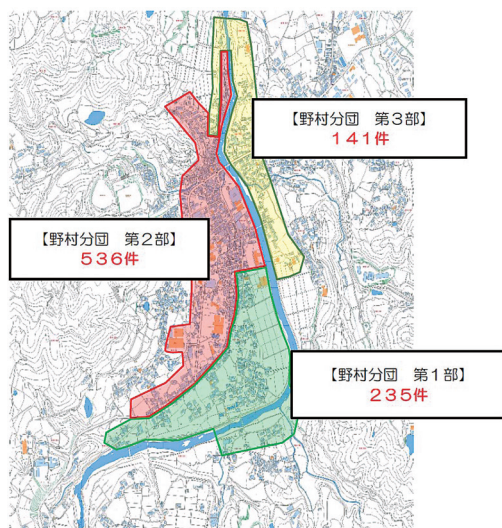 【野村分団　第3部】
141件
【野村分団　第2部】
536件
【野村分団　第1部】
235件